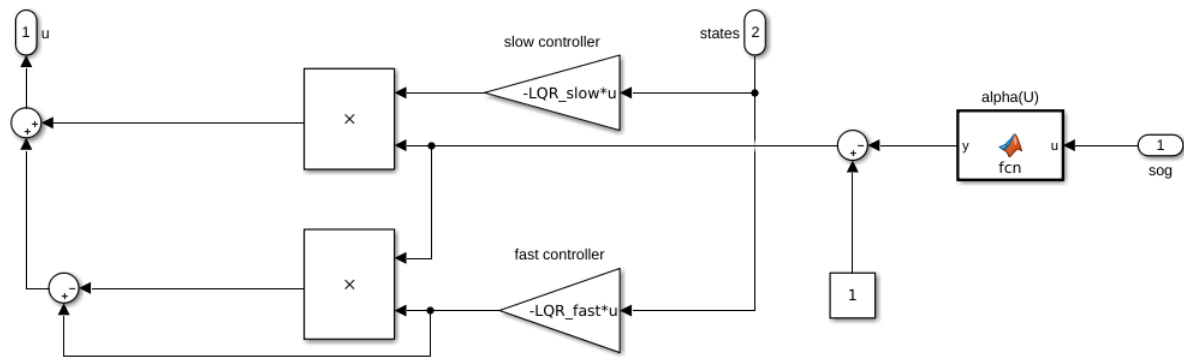 1
u
slow controller
states
2
-LQR_slow*u
×
alpha(U)
y
u
fcn
1
sog
+
+
−
+
fast controller
×
-LQR_fast*u
−
+
1